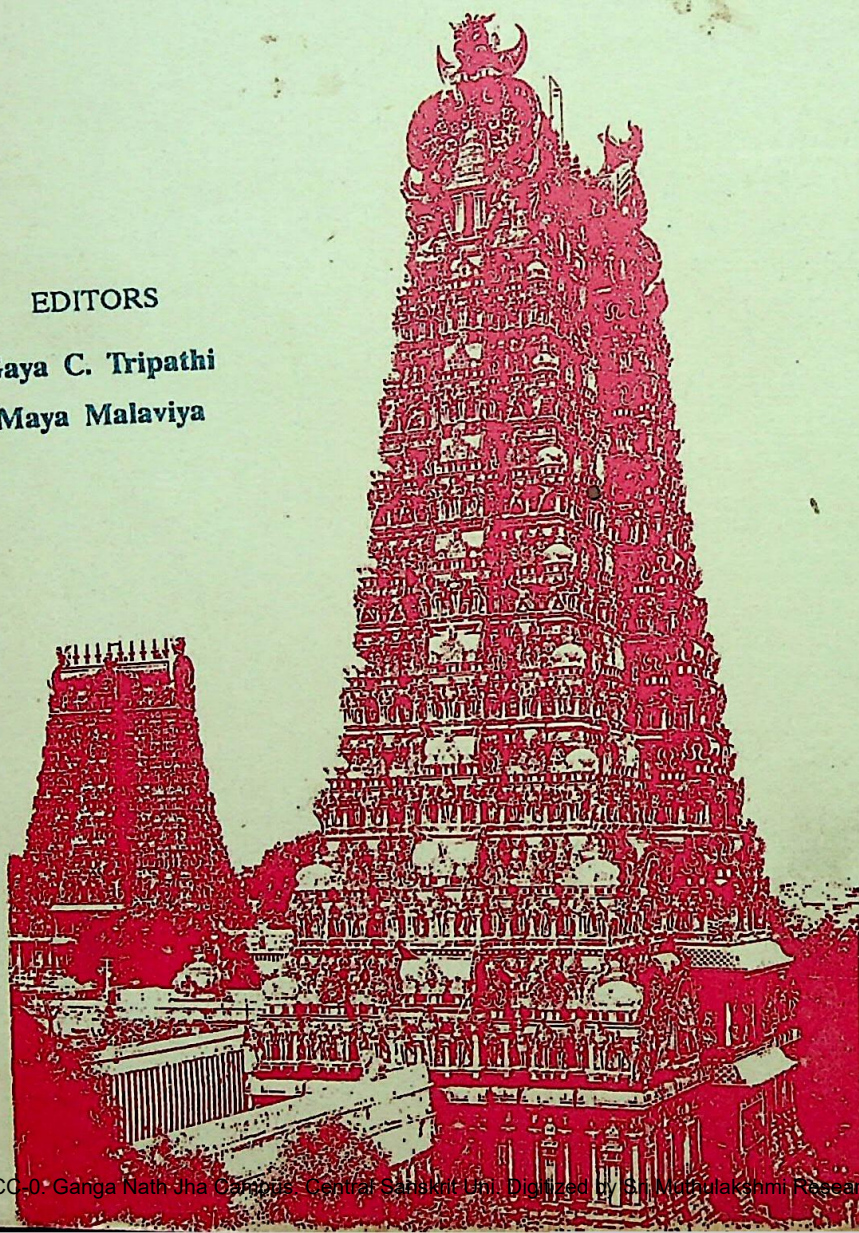 EDITORS
aya C. Tripathi
Maya Malaviya
CC-0. Ganga Nath Jha Campus, Central Sanskrit Uni. Digitized by Sri Muthulakshmi Resear